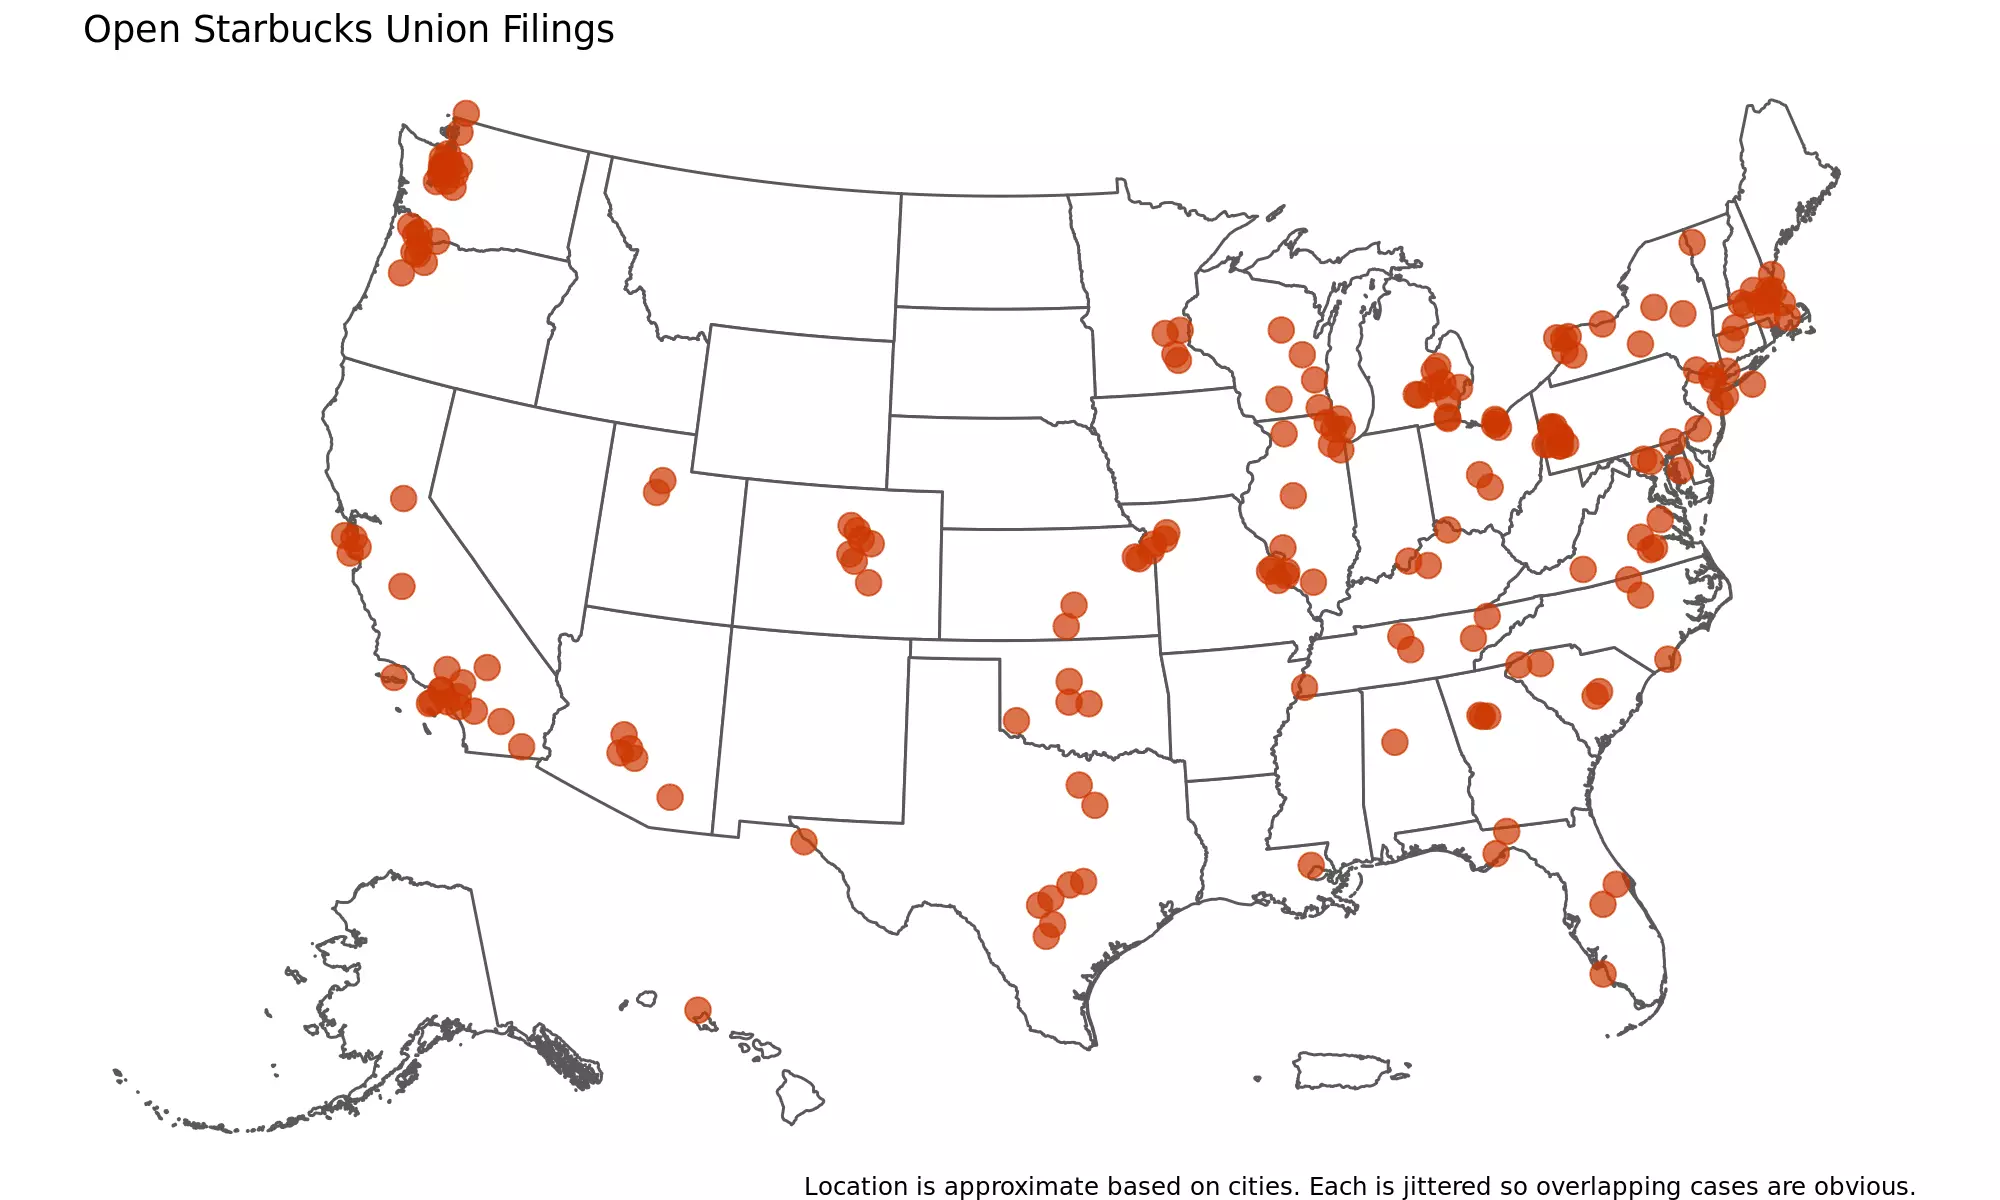 Open Starbucks Union Filings
Location is approximate based on cities. Each is jittered so overlapping cases are obvious.